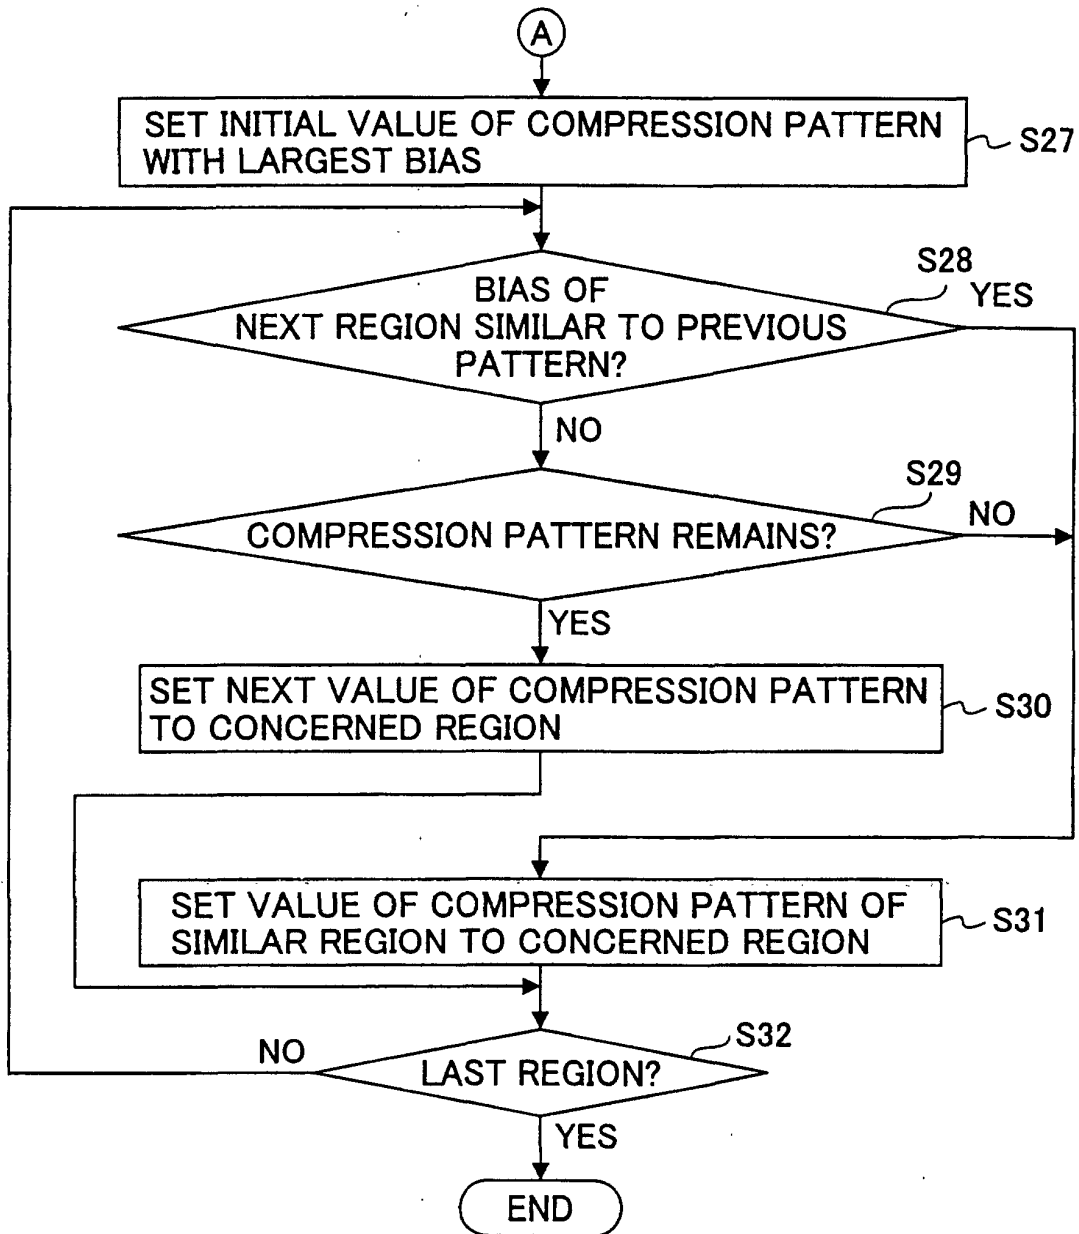 A
SET INITIAL VALUE OF COMPRESSION PATTERN
WITH LARGEST BIAS
S27
S28
BIAS OF
NEXT REGION SIMILAR TO PREVIOUS
PATTERN?
YES
NO
S29
COMPRESSION PATTERN REMAINS?
NO
YES
SET NEXT VALUE OF COMPRESSION PATTERN
TO CONCERNED REGION
S30
SET VALUE OF COMPRESSION PATTERN OF
SIMILAR REGION TO CONCERNED REGION
S31
S32
NO
LAST REGION?
YES
END